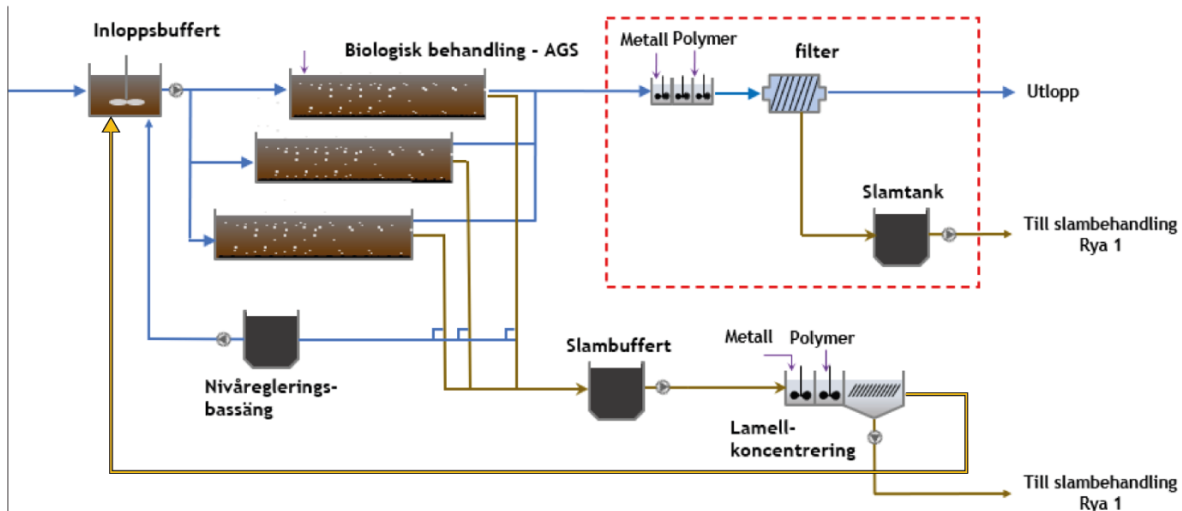 Inloppsbuffert
Biologisk behandling - AGS
Metall Polymer
filter
Utlopp
Slamtank
Till slambehandling
Rya 1
Slambuffert
Metall
Polymer
Nivåreglerings-
bassäng
Lamell-
koncentrering
Till slambehandling
Rya 1